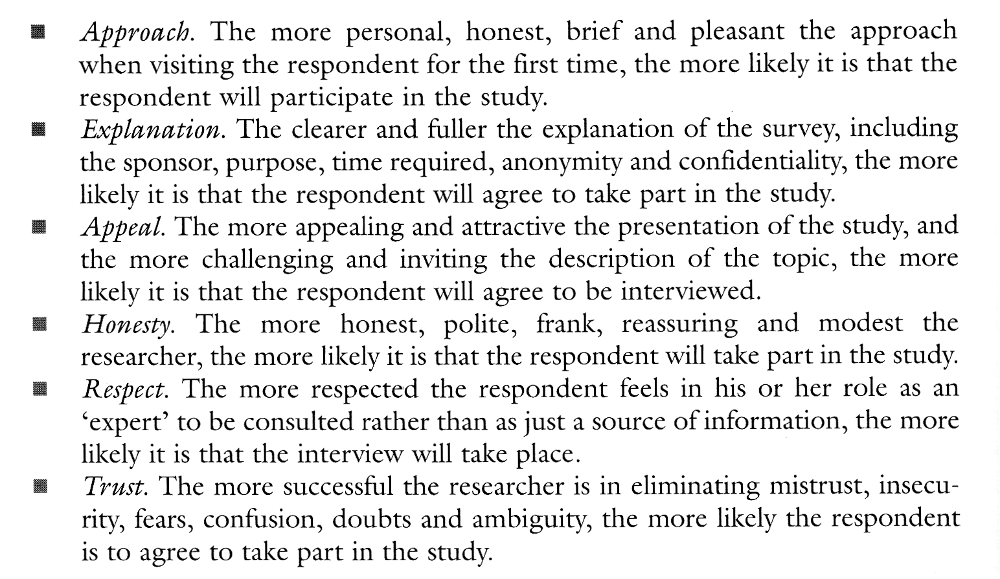 ■ Approach. The more personal, honest, brief and pleasant the approach
when visiting the respondent for the first time, the more likely it is that the
respondent will participate in the study.
■ Explanation. The clearer and fuller the explanation of the survey, including
the sponsor, purpose, time required, anonymity and confidentiality, the more
likely it is that the respondent will agree to take part in the study.
■ Appeal. The more appealing and attractive the presentation of the study, and
the more challenging and inviting the description of the topic, the more
likely it is that the respondent will agree to be interviewed.
■ Honesty. The more honest, polite, frank, reassuring and modest the
researcher, the more likely it is that the respondent will take part in the study.
■ Respect. The more respected the respondent feels in his or her role as an
‘expert’ to be consulted rather than as just a source of information, the more
likely it is that the interview will take place.
■ Trust. The more successful the researcher is in eliminating mistrust, insecu-
rity, fears, confusion, doubts and ambiguity, the more likely the respondent
is to agree to take part in the study.